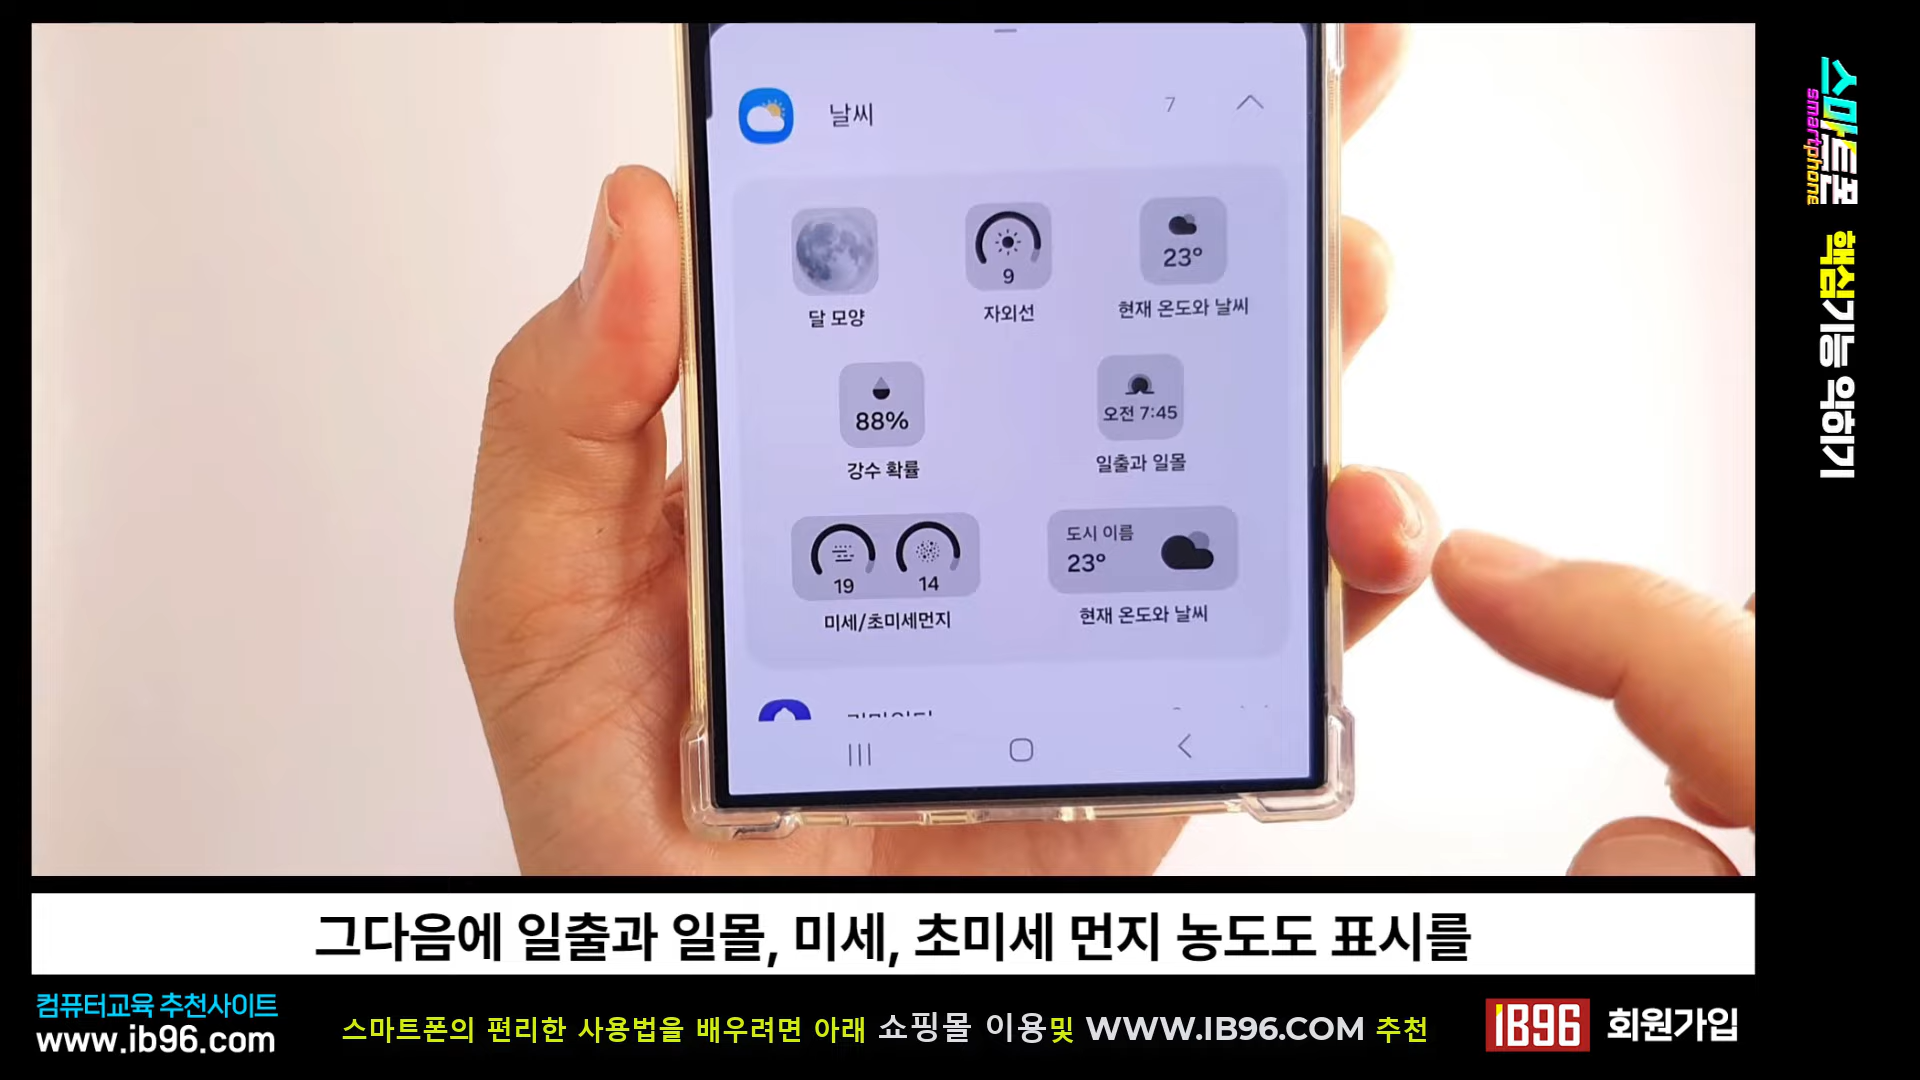 날씨
7
9
23°
달 모양
자외선
현재 온도와 날씨
88%
오전 7:45
강수 확률
일출과 일몰
19
14
도시 이름
23°
미세/초미세먼지
현재 온도와 날씨
그다음에 일출과 일몰, 미세, 초미세 먼지 농도도 표시를
컴퓨터교육 추천사이트
www.ib96.com
스마트폰의 편리한 사용법을 배우려면 아래 쇼핑몰 이용및 WWW.IB96.COM 추천
IB96 회원가입
스마트폰 핵심기능 익히기
smartphone